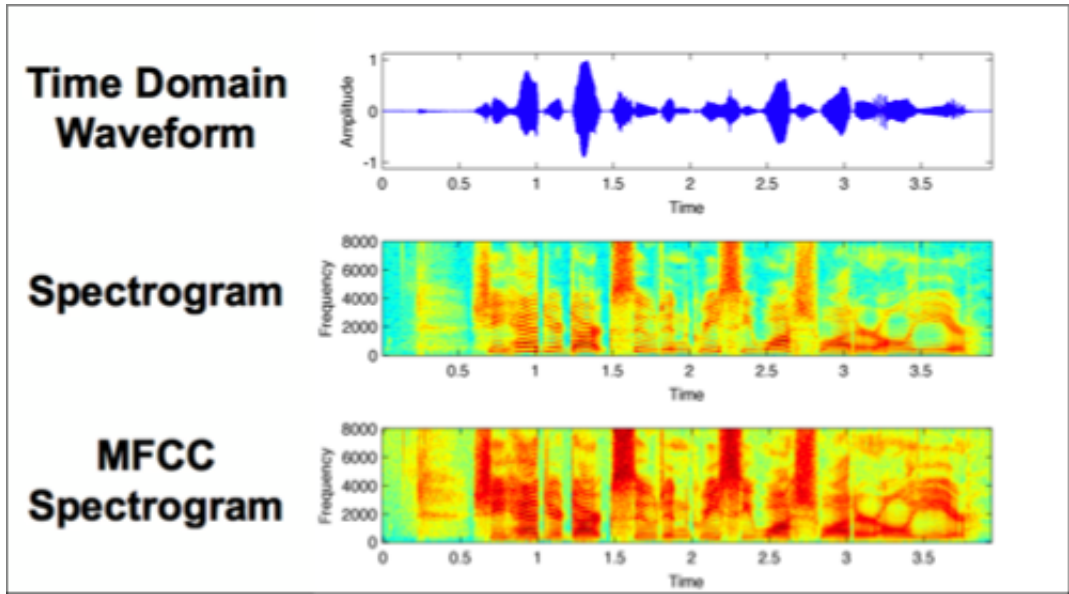 Time Domain
Waveform
Amplitude
1
0
-1
0 0.5 1 1.5 2 2.5 3 3.5
Time
Spectrogram
Frequency
8000
6000
4000
2000
0
0.5 1 1.5 2 2.5 3 3.5
Time
MFCC
Spectrogram
Frequency
8000
6000
4000
2000
0
0 0.5 1 1.5 2 2.5 3 3.5
Time